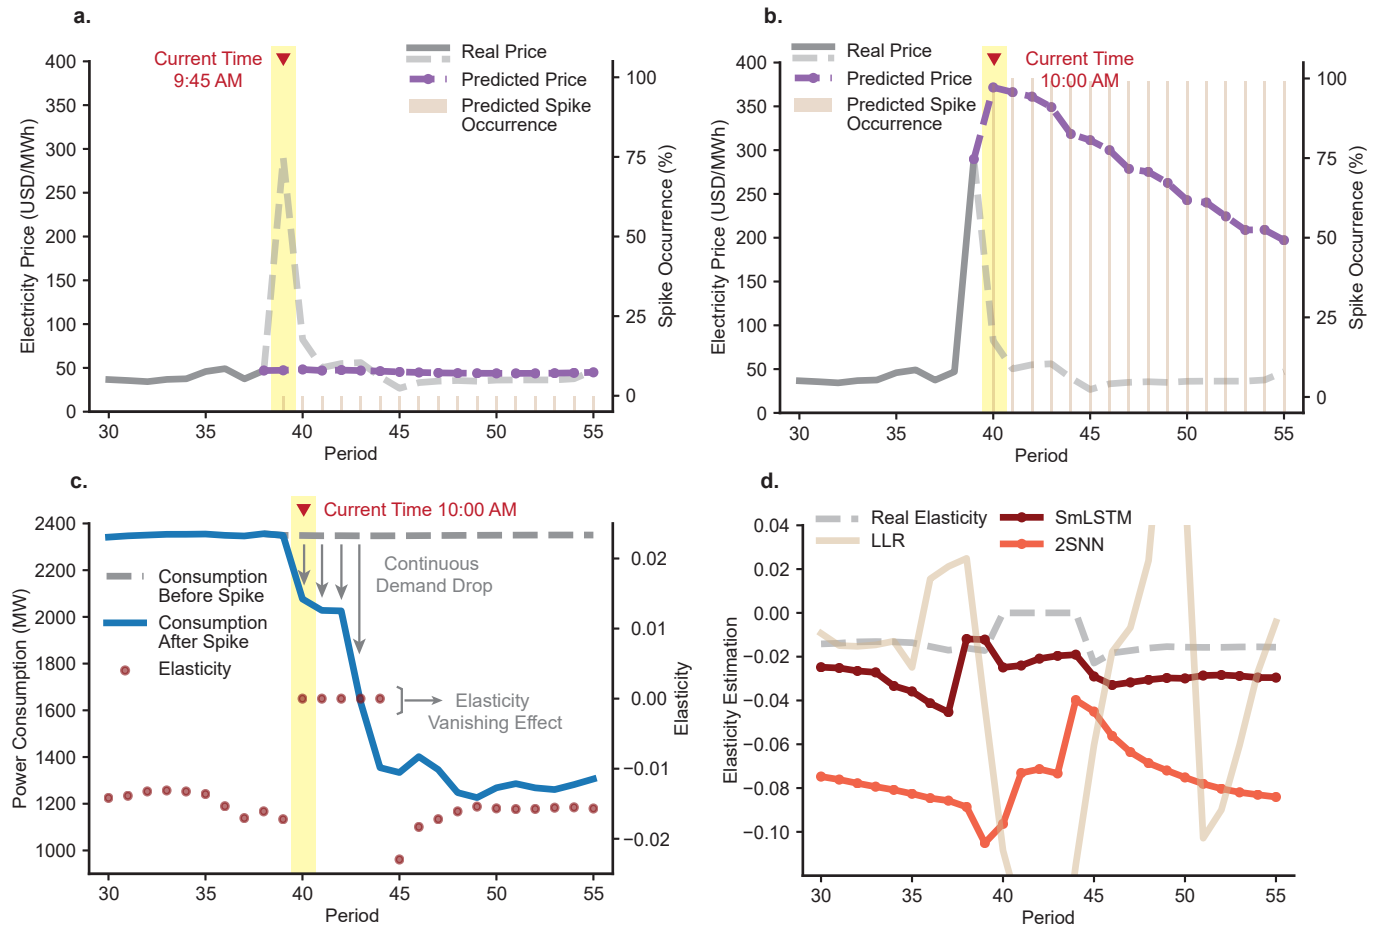 a.
Current Time
9:45 AM
Real Price
Predicted Price
Predicted Spike
Occurrence
400
350
300
250
200
150
100
50
0
Electricity Price (USD/MWh)
100
75
50
25
0
Spike Occurrence (%)
30
35
40
45
50
55
Period
b.
Real Price
Predicted Price
Predicted Spike
Occurrence
Current Time
10:00 AM
400
350
300
250
200
150
100
50
0
Electricity Price (USD/MWh)
100
75
50
25
0
Spike Occurrence (%)
30
35
40
45
50
55
Period
c.
Current Time 10:00 AM
2400
2200
2000
1800
1600
1400
1200
1000
Power Consumption (MW)
Consumption
Before Spike
Consumption
After Spike
Elasticity
Continuous
Demand Drop
Elasticity
Vanishing Effect
0.02
0.01
0.00
−0.01
−0.02
Elasticity
30
35
40
45
50
55
Period
d.
Real Elasticity
LLR
SmLSTM
2SNN
0.04
0.02
0.00
−0.02
−0.04
−0.06
−0.08
−0.10
Elasticity Estimation
30
35
40
45
50
55
Period